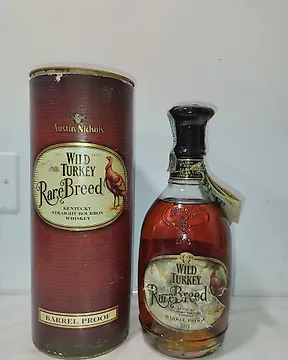 Austin Nichols
WILD
TURKEY
Rare Breed
KENTUCKY
STRAIGHT BOURBON
WHISKEY
BARREL PROOF
WILD
TURKEY
Rare Breed
BARREL PROOF